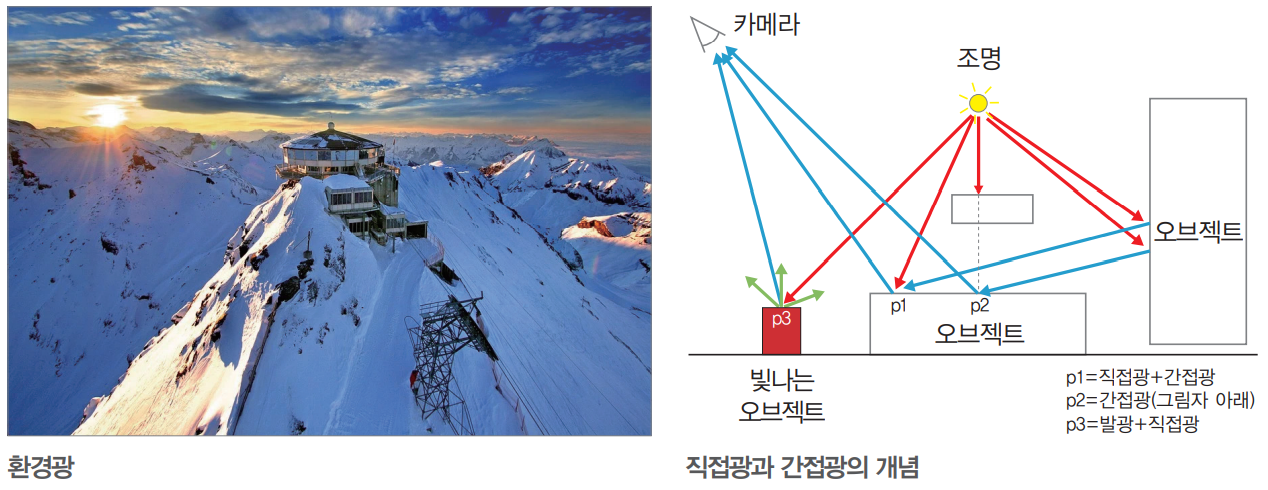 카메라
조명
오브젝트
p1
p2
p3
오브젝트
빛나는
오브젝트
p1=직접광+간접광
p2=간접광(그림자 아래)
p3=발광+직접광
환경광
직접광과 간접광의 개념